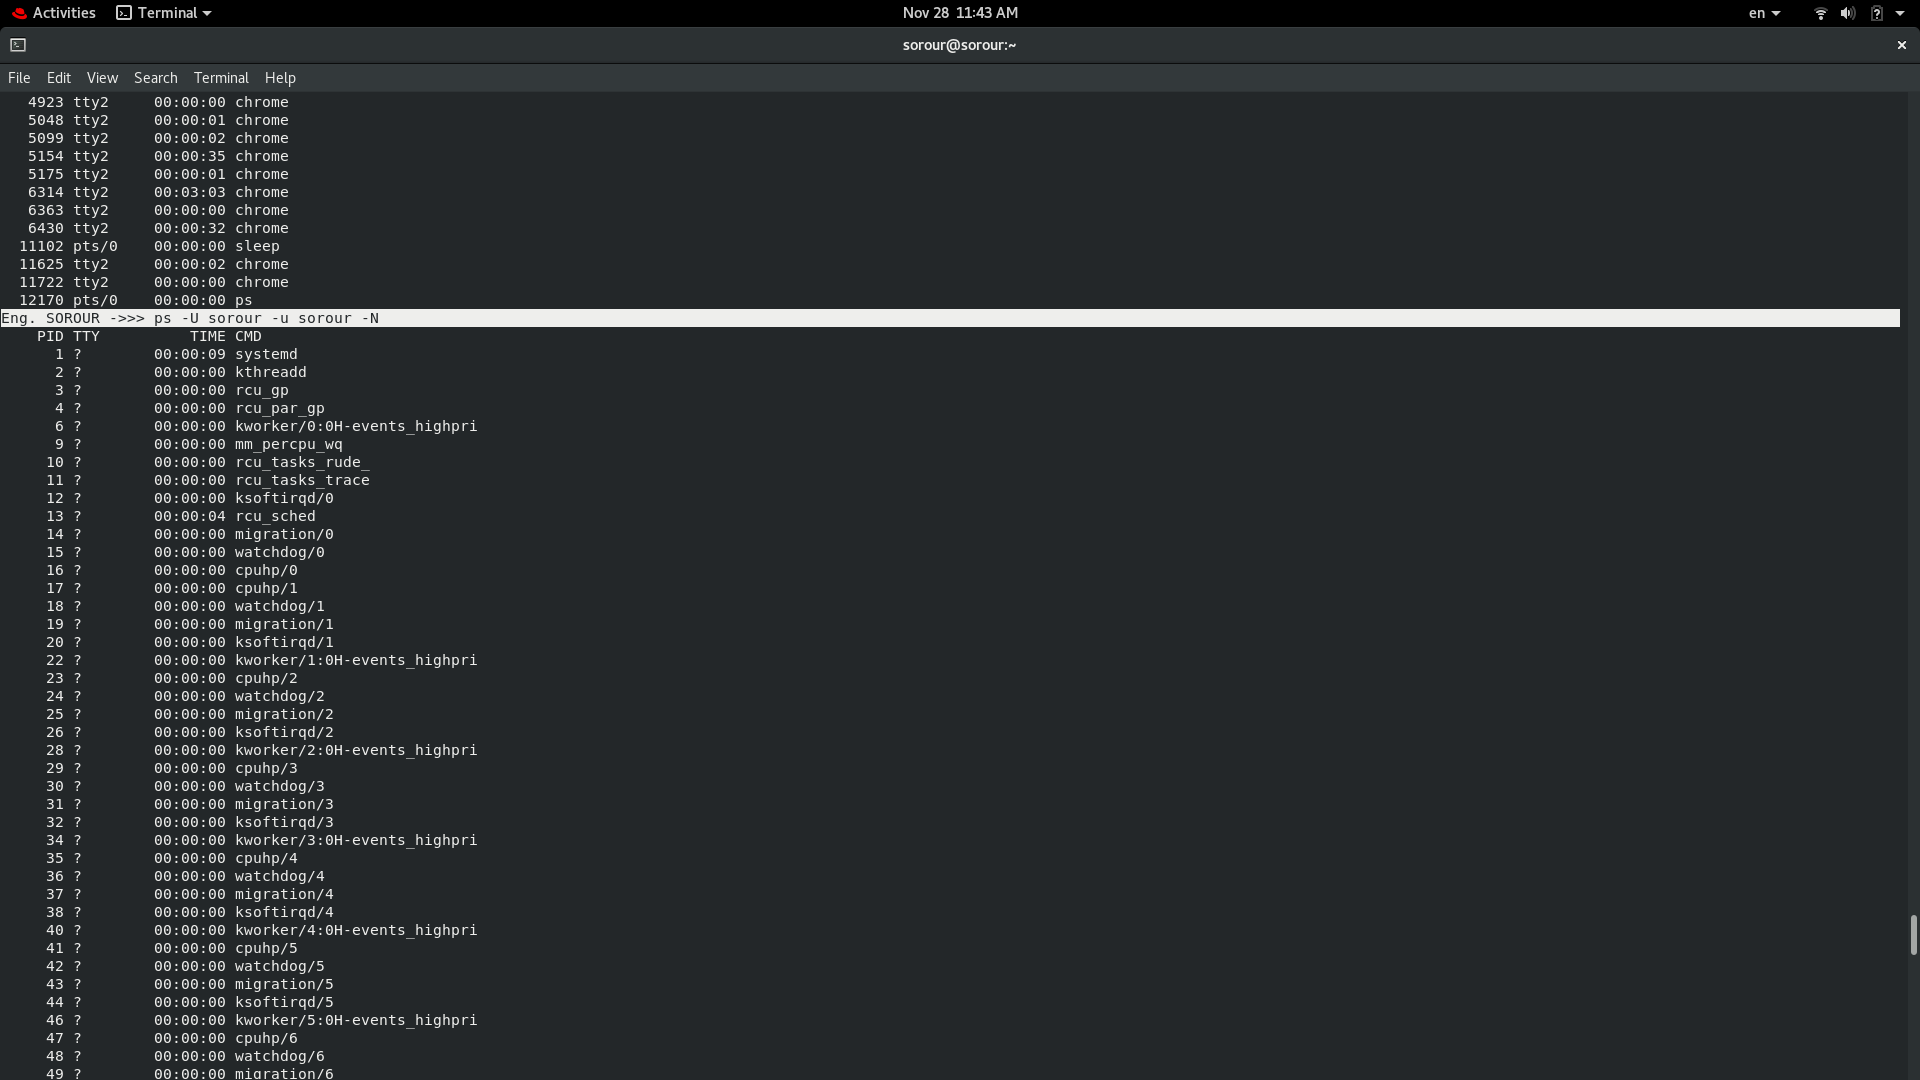 Activities Terminal Nov 28 11:43 AM en
sorour@sorour:~
File Edit View Search Terminal Help
4923 tty2 00:00:00 chrome
5048 tty2 00:00:01 chrome
5099 tty2 00:00:02 chrome
5154 tty2 00:00:35 chrome
5175 tty2 00:00:01 chrome
6314 tty2 00:03:03 chrome
6363 tty2 00:00:00 chrome
6430 tty2 00:00:32 chrome
11102 pts/0 00:00:00 sleep
11625 tty2 00:00:02 chrome
11722 tty2 00:00:00 chrome
12170 pts/0 00:00:00 ps
Eng. SOROUR ->>> ps -U sorour -u sorour -N
PID TTY TIME CMD
1 ? 00:00:09 systemd
2 ? 00:00:00 kthreadd
3 ? 00:00:00 rcu_gp
4 ? 00:00:00 rcu_par_gp
6 ? 00:00:00 kworker/0:0H-events_highpri
9 ? 00:00:00 mm_percpu_wq
10 ? 00:00:00 rcu_tasks_rude_
11 ? 00:00:00 rcu_tasks_trace
12 ? 00:00:00 ksoftirqd/0
13 ? 00:00:04 rcu_sched
14 ? 00:00:00 migration/0
15 ? 00:00:00 watchdog/0
16 ? 00:00:00 cpuhp/0
17 ? 00:00:00 cpuhp/1
18 ? 00:00:00 watchdog/1
19 ? 00:00:00 migration/1
20 ? 00:00:00 ksoftirqd/1
22 ? 00:00:00 kworker/1:0H-events_highpri
23 ? 00:00:00 cpuhp/2
24 ? 00:00:00 watchdog/2
25 ? 00:00:00 migration/2
26 ? 00:00:00 ksoftirqd/2
28 ? 00:00:00 kworker/2:0H-events_highpri
29 ? 00:00:00 cpuhp/3
30 ? 00:00:00 watchdog/3
31 ? 00:00:00 migration/3
32 ? 00:00:00 ksoftirqd/3
34 ? 00:00:00 kworker/3:0H-events_highpri
35 ? 00:00:00 cpuhp/4
36 ? 00:00:00 watchdog/4
37 ? 00:00:00 migration/4
38 ? 00:00:00 ksoftirqd/4
40 ? 00:00:00 kworker/4:0H-events_highpri
41 ? 00:00:00 cpuhp/5
42 ? 00:00:00 watchdog/5
43 ? 00:00:00 migration/5
44 ? 00:00:00 ksoftirqd/5
46 ? 00:00:00 kworker/5:0H-events_highpri
47 ? 00:00:00 cpuhp/6
48 ? 00:00:00 watchdog/6
49 ? 00:00:00 migration/6